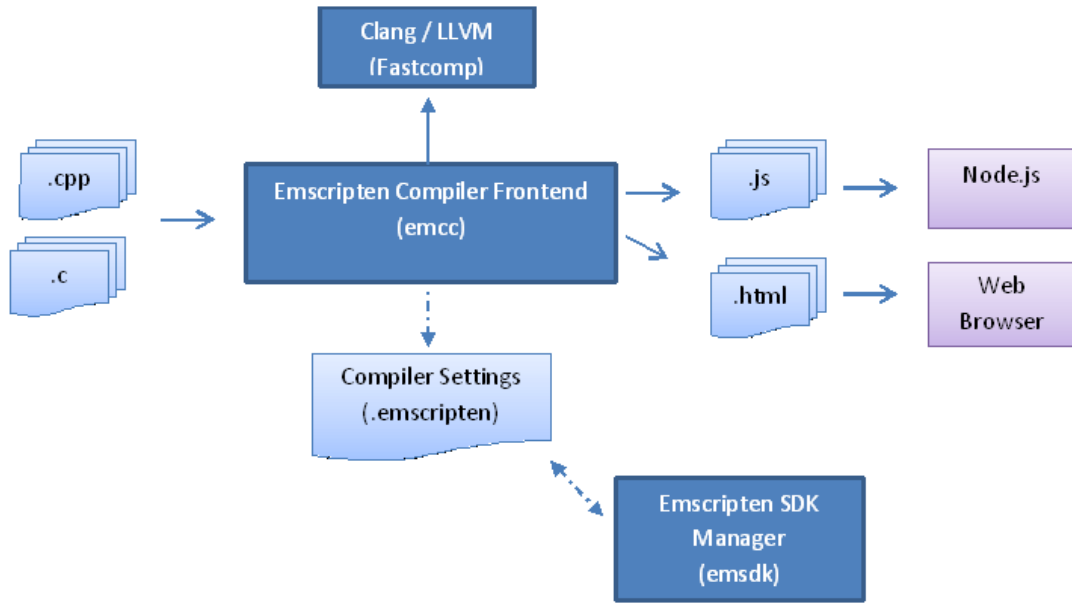 Clang / LLVM
(Fastcomp)
.cpp
.c
Emscripten Compiler Frontend
(emcc)
.js
Node.js
.html
Web
Browser
Compiler Settings
(.emscripten)
Emscripten SDK
Manager
(emsdk)